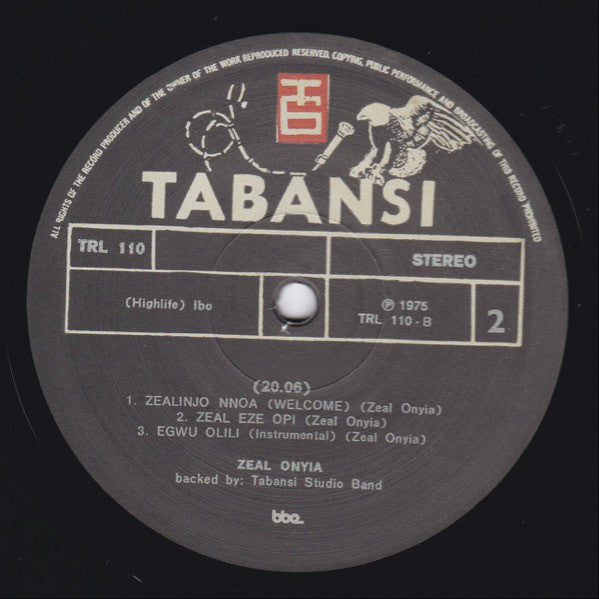 ALL RIGHTS OF THE RECORD PRODUCER AND OF THE OWNER OF THE WORK REPRODUCED RESERVED. COPYING, PUBLIC PERFORMANCE AND BROADCASTING OF THIS RECORD PROHIBITED
TABANSI
TRL 110
STEREO
(Highlife) Ibo
℗ 1975
TRL 110-B
2
(20.06)
1. ZEALINJO NNOA (WELCOME) (Zeal Onyia)
2. ZEAL EZE OPI (Zeal Onyia)
3. EGWU OLILI (Instrumental) (Zeal Onyia)
ZEAL ONYIA
backed by: Tabansi Studio Band
bbe